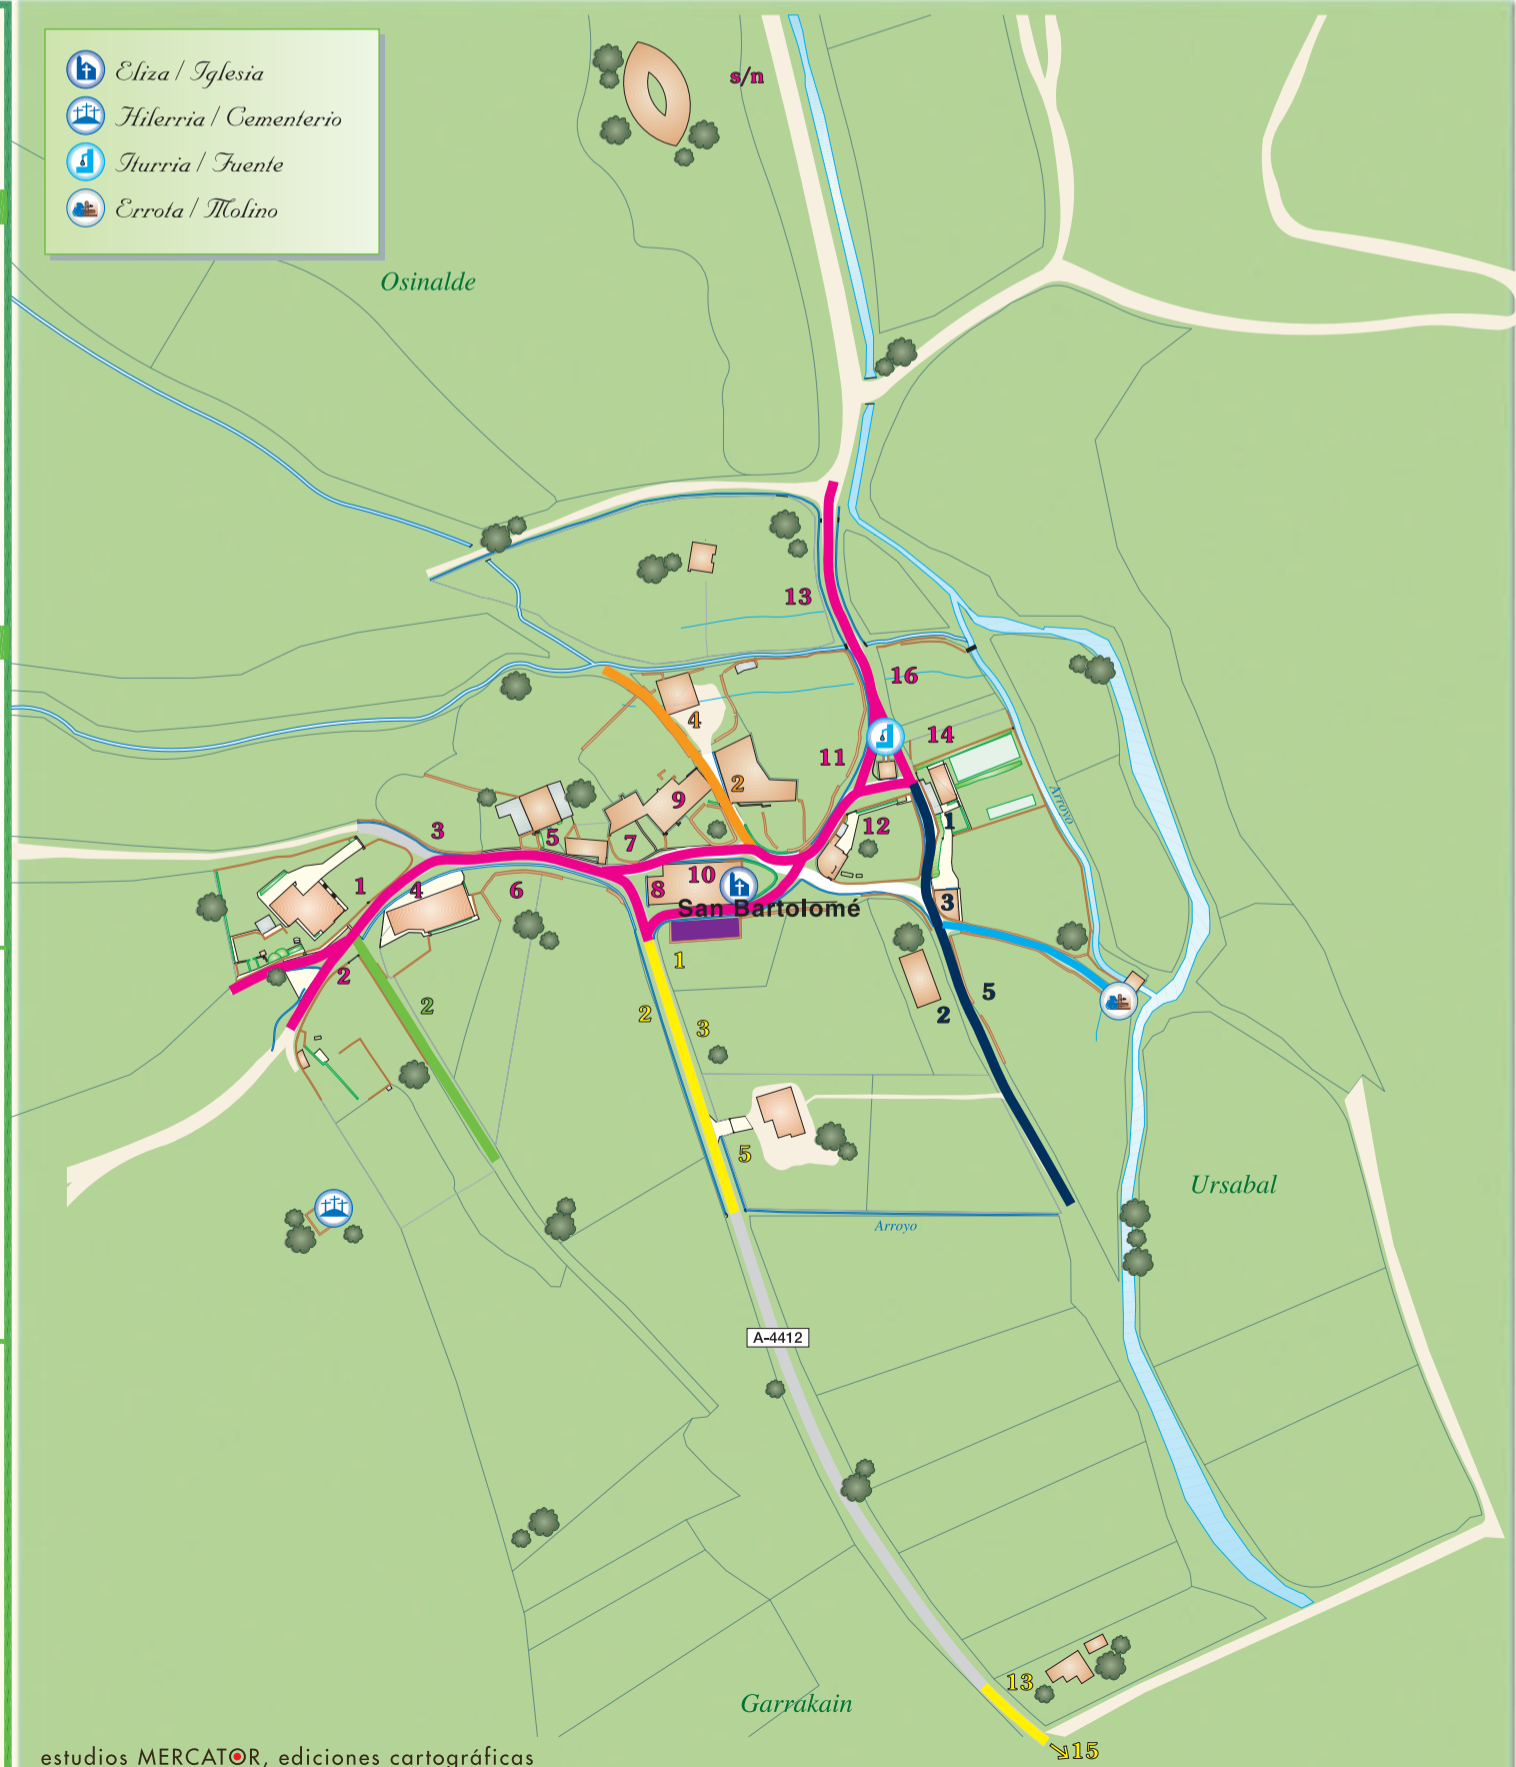 Eliza / Iglesia
Hilerria / Cementerio
Iturria / Fuente
Errota / Molino
s/n
Osinalde
13
16
4
14
11
2
9
1
12
3
5
7
10
8
1
4
6
San Bartolomé
3
Arroyo
2
1
2
2
3
5
2
5
Ursabal
Arroyo
A-4412
13
Garrakain
15
estudios MERCATOR, ediciones cartográficas